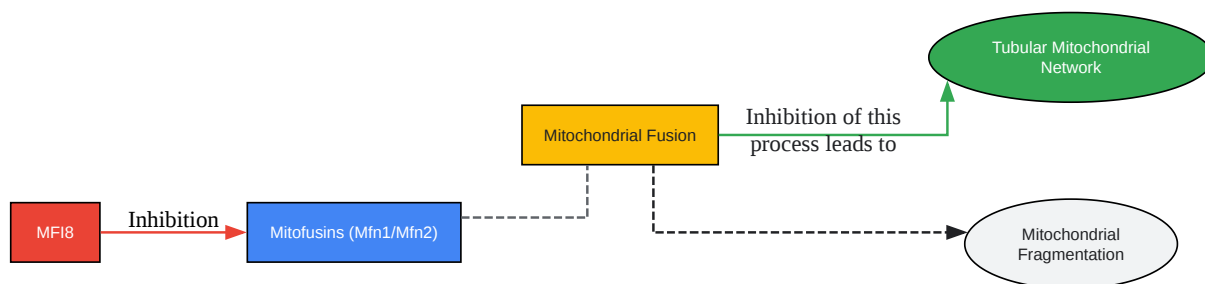 Tubular Mitochondrial
Network
Mitochondrial Fusion
Inhibition of this
process leads to
MFI8
Inhibition
Mitofusins (Mfn1/Mfn2)
Mitochondrial
Fragmentation